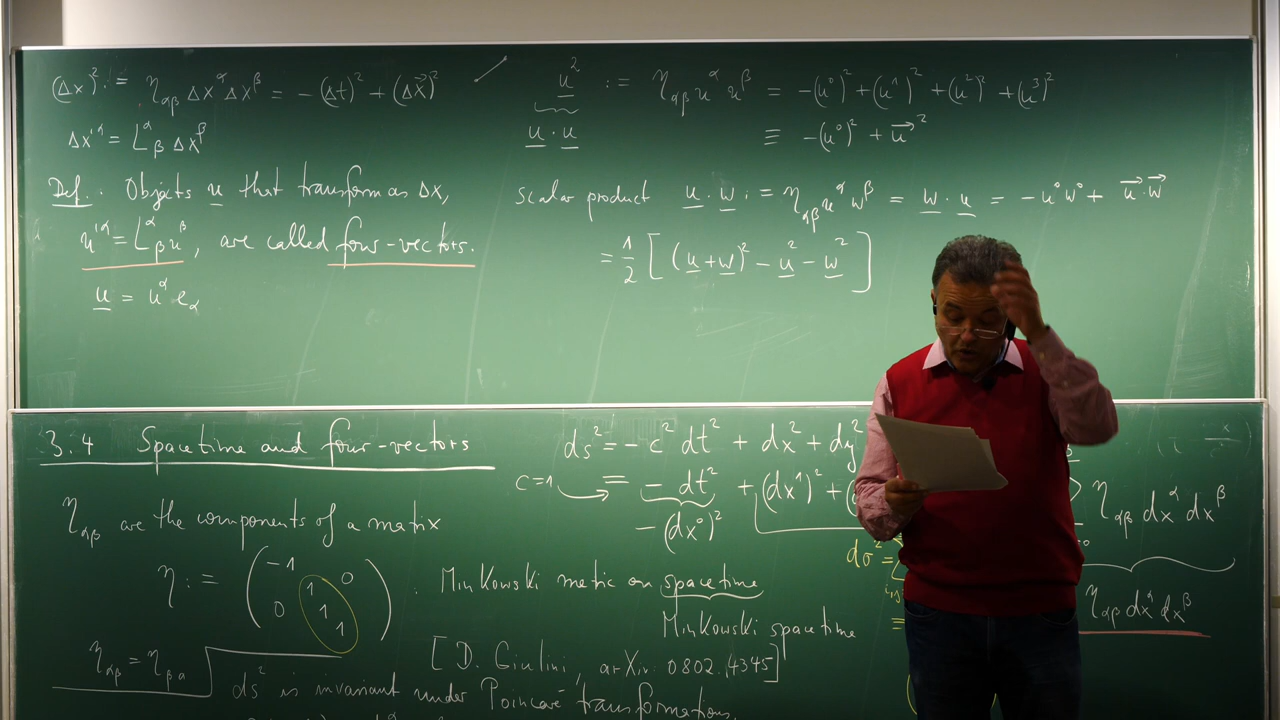 (Δx)² := η_αβ Δx^α Δx^β = −(Δt)² + (Δx⃗)²
Δx'^α = L^α_β Δx^β
Def.: Objects u that transform as Δx,
u'^α = L^α_β u^β, are called four-vectors.
u = u^α e_α
u² := η_αβ u^α u^β = −(u⁰)² + (u¹)² + (u²)² + (u³)²
u · u ≡ −(u⁰)² + u⃗²
scalar product u · w := η_αβ u^α w^β = w · u = −u⁰w⁰ + u⃗·w⃗
= 1/2 [(u+w)² − u² − w²]
3.4 Spacetime and four-vectors
η_αβ are the components of a matrix
η := ( −1 0 1 0 1 1 ) : Minkowski metric on spacetime
Minkowski spacetime
η_αβ = η_βα
[D. Giulini, arXiv: 0802.4345]
ds² is invariant under Poincaré transformations.
ds² = −c² dt² + dx² + dy²
c=1 = −dt² + (dx¹)² + (
−(dx⁰)²
η_αβ dx^α dx^β
dσ² =
=
η_αβ dx^α dx^β